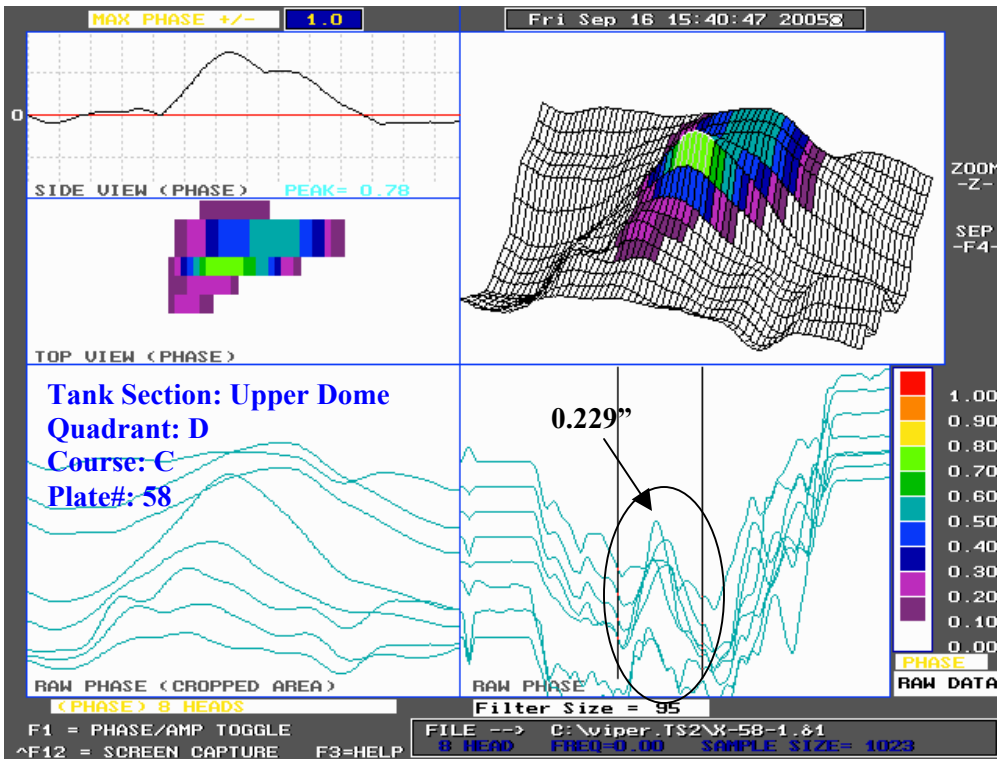 MAX PHASE +/- 1.0
Fri Sep 16 15:40:47 2005
0
SIDE VIEW (PHASE) PEAK= 0.78
ZOOM
-Z-
SEP
-F4-
TOP VIEW (PHASE)
Tank Section: Upper Dome
Quadrant: D
Course: C
Plate#: 58
RAW PHASE (CROPPED AREA)
0.229”
RAW PHASE
1.00
0.90
0.80
0.70
0.60
0.50
0.40
0.30
0.20
0.10
0.00
PHASE
RAW DATA
(PHASE) 8 HEADS
Filter Size = 95
F1 = PHASE/AMP TOGGLE
^F12 = SCREEN CAPTURE F3=HELP
FILE --> C:\viper.TS2\X-58-1.&1
8 HEAD FREQ=0.00 SAMPLE SIZE= 1023